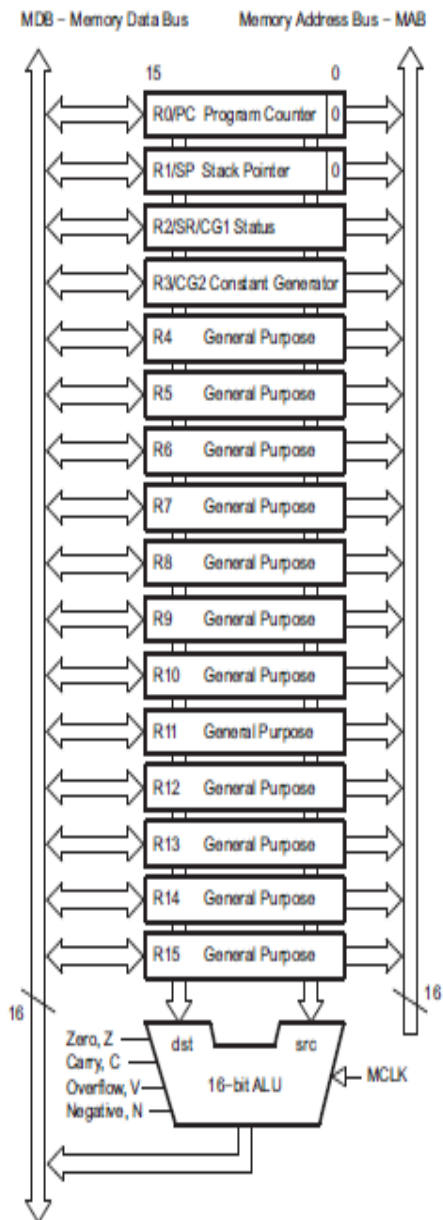 MDB – Memory Data Bus Memory Address Bus – MAB
15 0
R0/PC Program Counter 0
R1/SP Stack Pointer 0
R2/SR/CG1 Status
R3/CG2 Constant Generator
R4 General Purpose
R5 General Purpose
R6 General Purpose
R7 General Purpose
R8 General Purpose
R9 General Purpose
R10 General Purpose
R11 General Purpose
R12 General Purpose
R13 General Purpose
R14 General Purpose
R15 General Purpose
16 16
Zero, Z
Carry, C
Overflow, V
Negative, N
dst src
16-bit ALU
MCLK